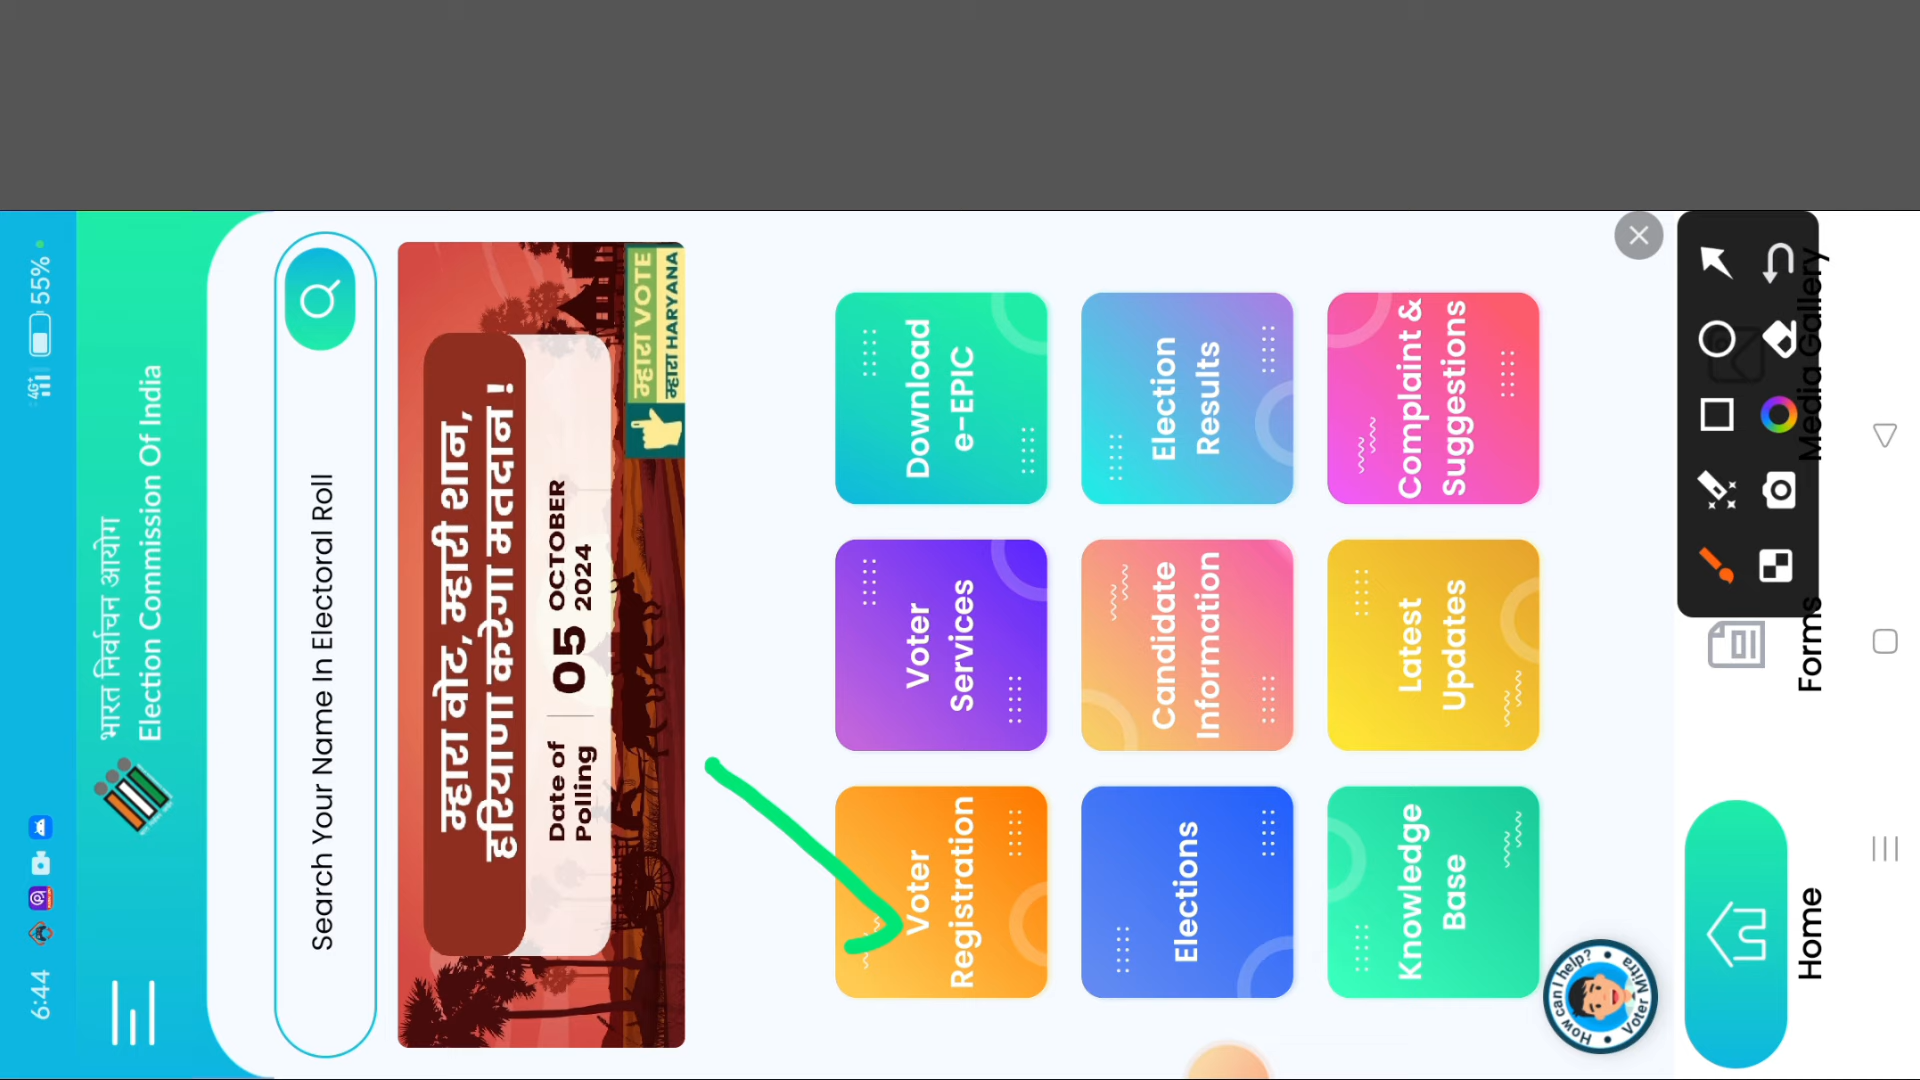 6:44
4G+
55%
भारत निर्वाचन आयोग
Election Commission Of India
Search Your Name In Electoral Roll
म्हारा वोट, म्हारी शान,
हरियाणा करेगा मतदान !
Date of
Polling
05
OCTOBER
2024
म्हारा VOTE
म्हारा HARYANA
Voter
Registration
Voter
Services
Download
e-EPIC
Elections
Candidate
Information
Election
Results
Knowledge
Base
Latest
Updates
Complaint &
Suggestions
How can I help?
Voter Mitra
Home
Forms
Media Gallery